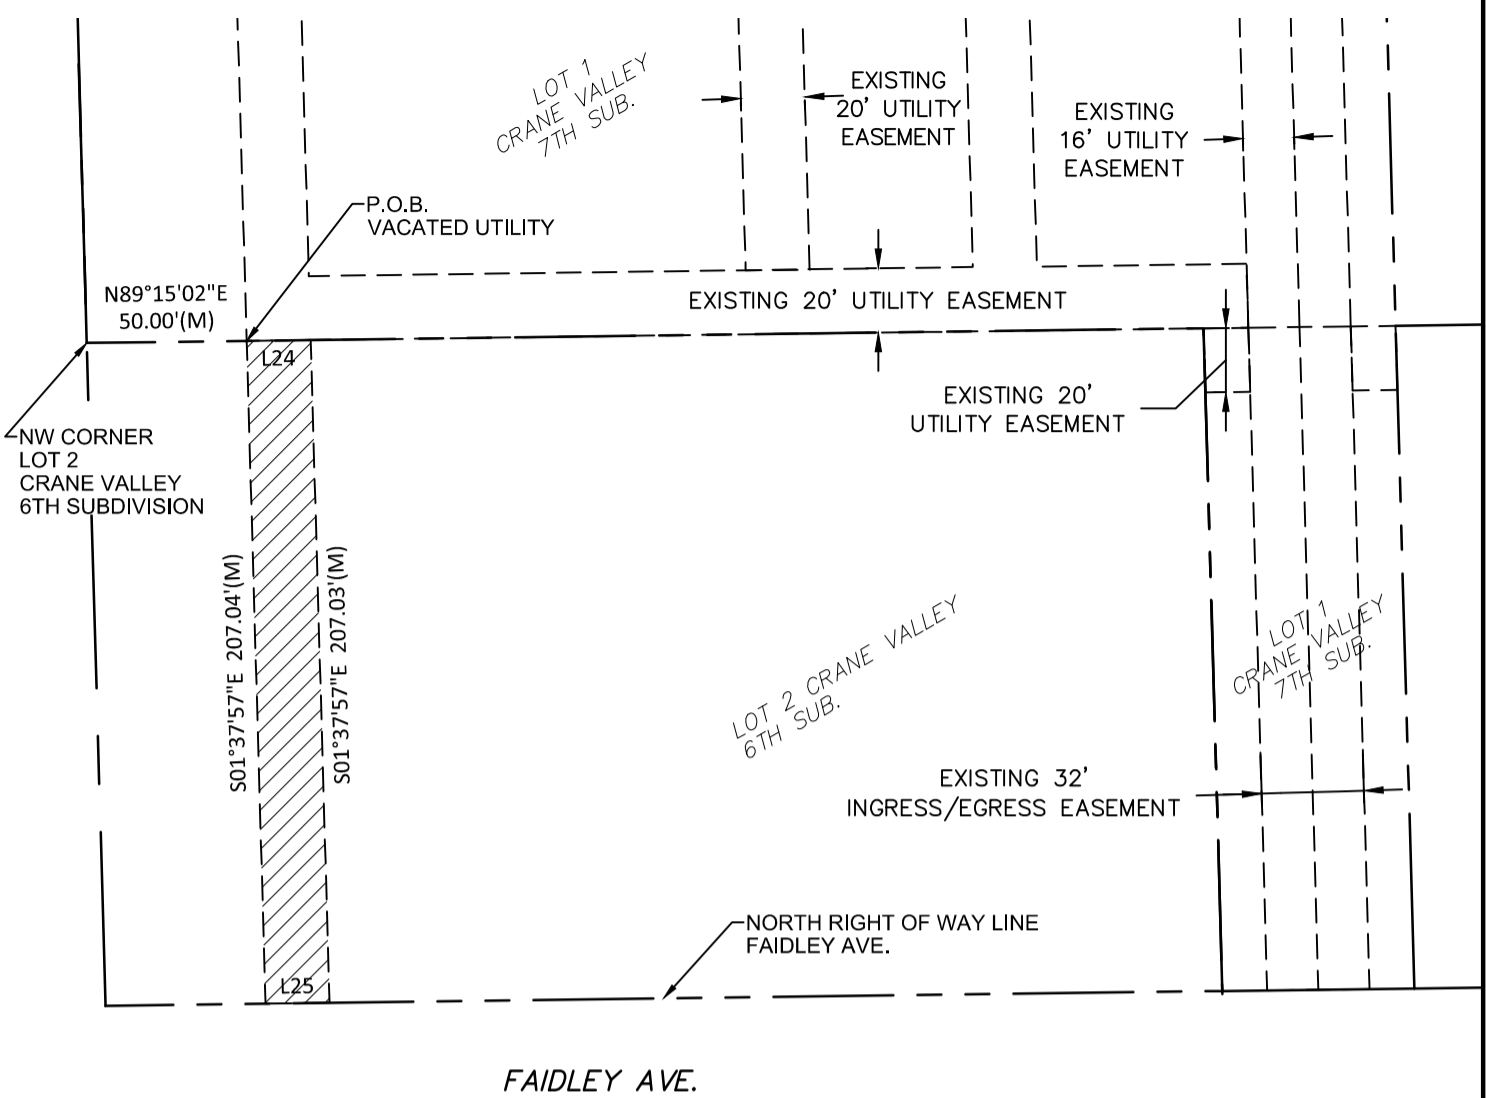 LOT 1
CRANE VALLEY
7TH SUB.
EXISTING
20' UTILITY
EASEMENT
EXISTING
16' UTILITY
EASEMENT
P.O.B.
VACATED UTILITY
N89°15'02"E
50.00'(M)
EXISTING 20' UTILITY EASEMENT
L24
EXISTING 20'
UTILITY EASEMENT
NW CORNER
LOT 2
CRANE VALLEY
6TH SUBDIVISION
S01°37'57"E 207.04'(M)
S01°37'57"E 207.03'(M)
LOT 2 CRANE VALLEY
6TH SUB.
LOT 1
CRANE VALLEY
7TH SUB.
EXISTING 32'
INGRESS/EGRESS EASEMENT
NORTH RIGHT OF WAY LINE
FAIDLEY AVE.
L25
FAIDLEY AVE.